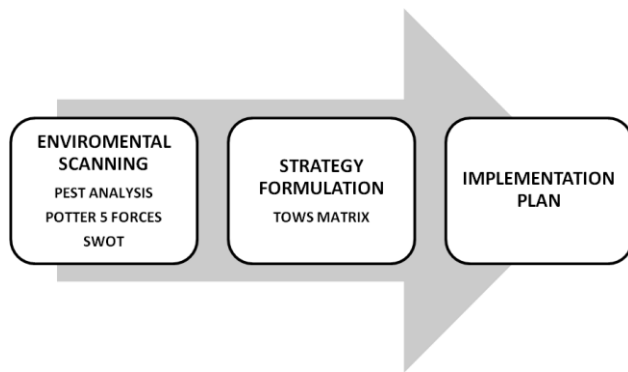 ENVIROMENTAL
SCANNING
PEST ANALYSIS
POTTER 5 FORCES
SWOT
STRATEGY
FORMULATION
TOWS MATRIX
IMPLEMENTATION
PLAN